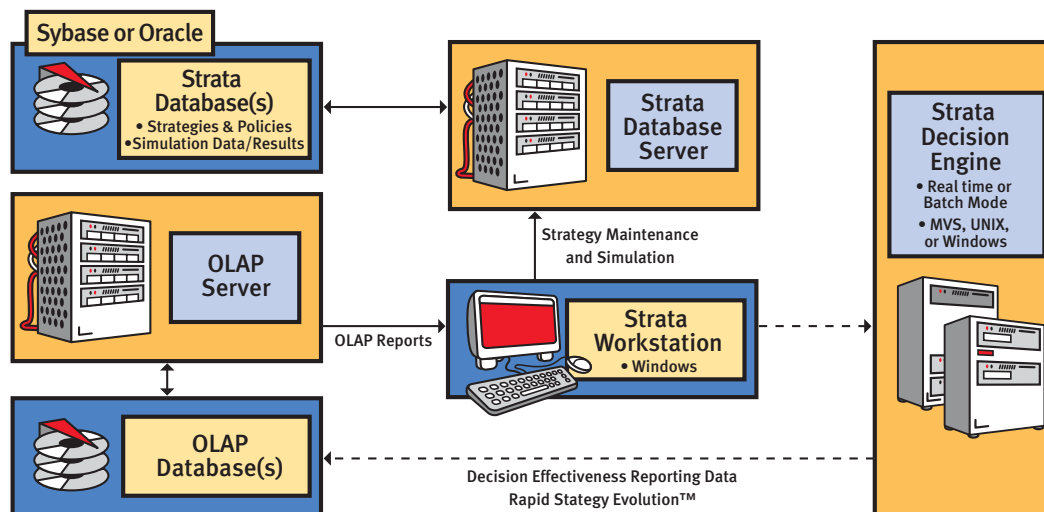 Sybase or Oracle
Strata
Database(s)
• Strategies & Policies
•Simulation Data/Results
Strata
Database
Server
Strata
Decision
Engine
• Real time or
Batch Mode
• MVS, UNIX,
or Windows
OLAP
Server
Strategy Maintenance
and Simulation
OLAP Reports
Strata
Workstation
• Windows
OLAP
Database(s)
Decision Effectiveness Reporting Data
Rapid Stategy Evolution™